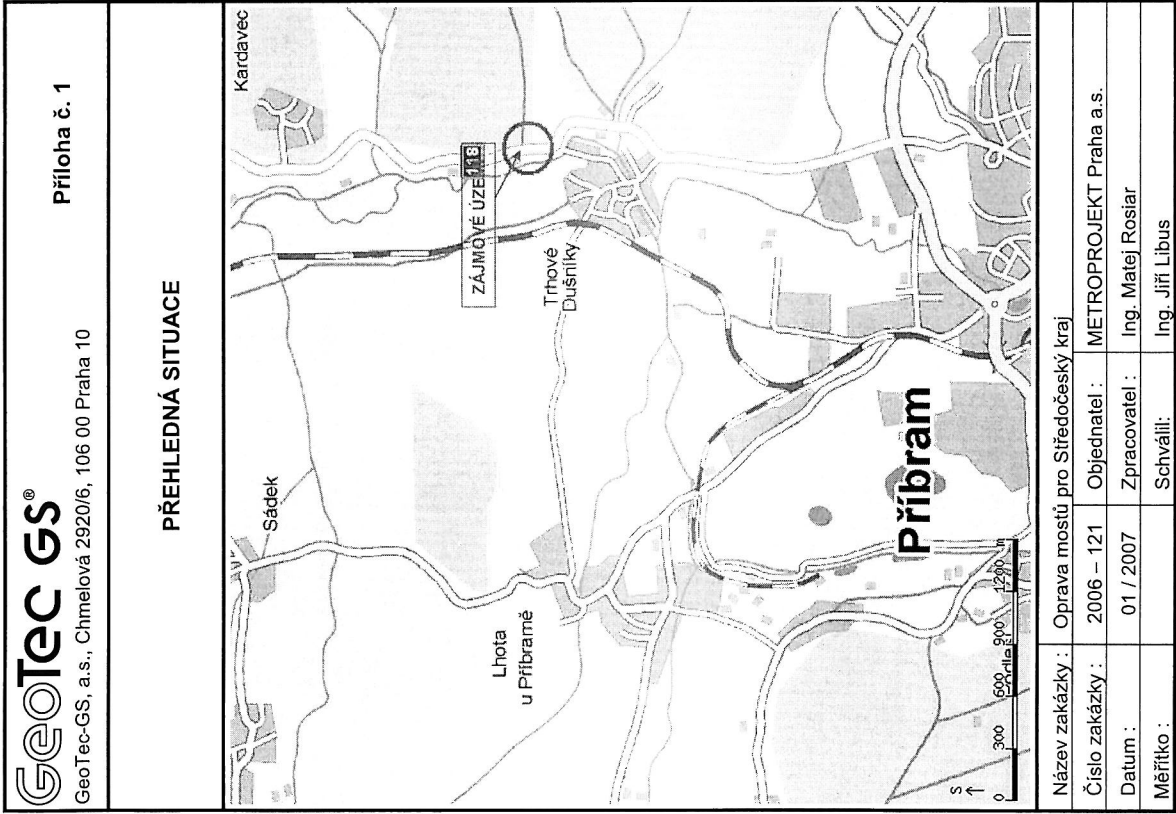 GEOTEC GS®
Příloha č. 1
GeoTec-GS, a.s., Chmelová 2920/6, 106 00 Praha 10
PŘEHLEDNÁ SITUACE
Kardavec
Sádek
118
ZÁJMOVÉ ÚZE
Trhové
Dušníky
Lhota
u Příbramě
Příbram
S
0 300 600 900 1200 m
Název zakázky : Oprava mostů pro Středočeský kraj
Číslo zakázky : 2006 – 121 Objednatel : METROPROJEKT Praha a.s.
Datum : 01 / 2007 Zpracovatel : Ing. Matej Rosiar
Měřítko : Schválil: Ing. Jiří Libus